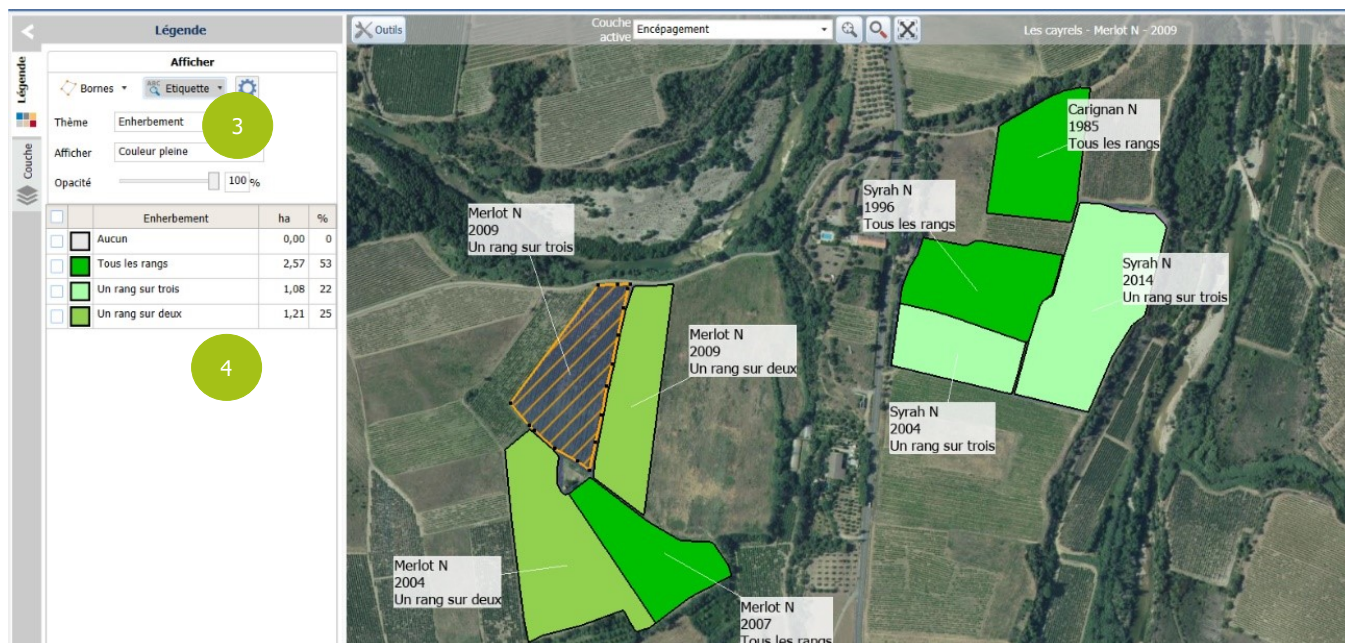 Légende
Outils
Couche
active
Encépagement
Les cayrels - Merlot N - 2009
Légende
Couche
Afficher
Bornes
ABC
Etiquette
Thème
Enherbement
3
Afficher
Couleur pleine
Opacité
100 %
Enherbement ha %
Aucun 0,00 0
Tous les rangs 2,57 53
Un rang sur trois 1,08 22
Un rang sur deux 1,21 25
4
Carignan N
1985
Tous les rangs
Syrah N
1996
Tous les rangs
Merlot N
2009
Un rang sur trois
Syrah N
2014
Un rang sur trois
Merlot N
2009
Un rang sur deux
Syrah N
2004
Un rang sur trois
Merlot N
2004
Un rang sur deux
Merlot N
2007
Tous les rangs